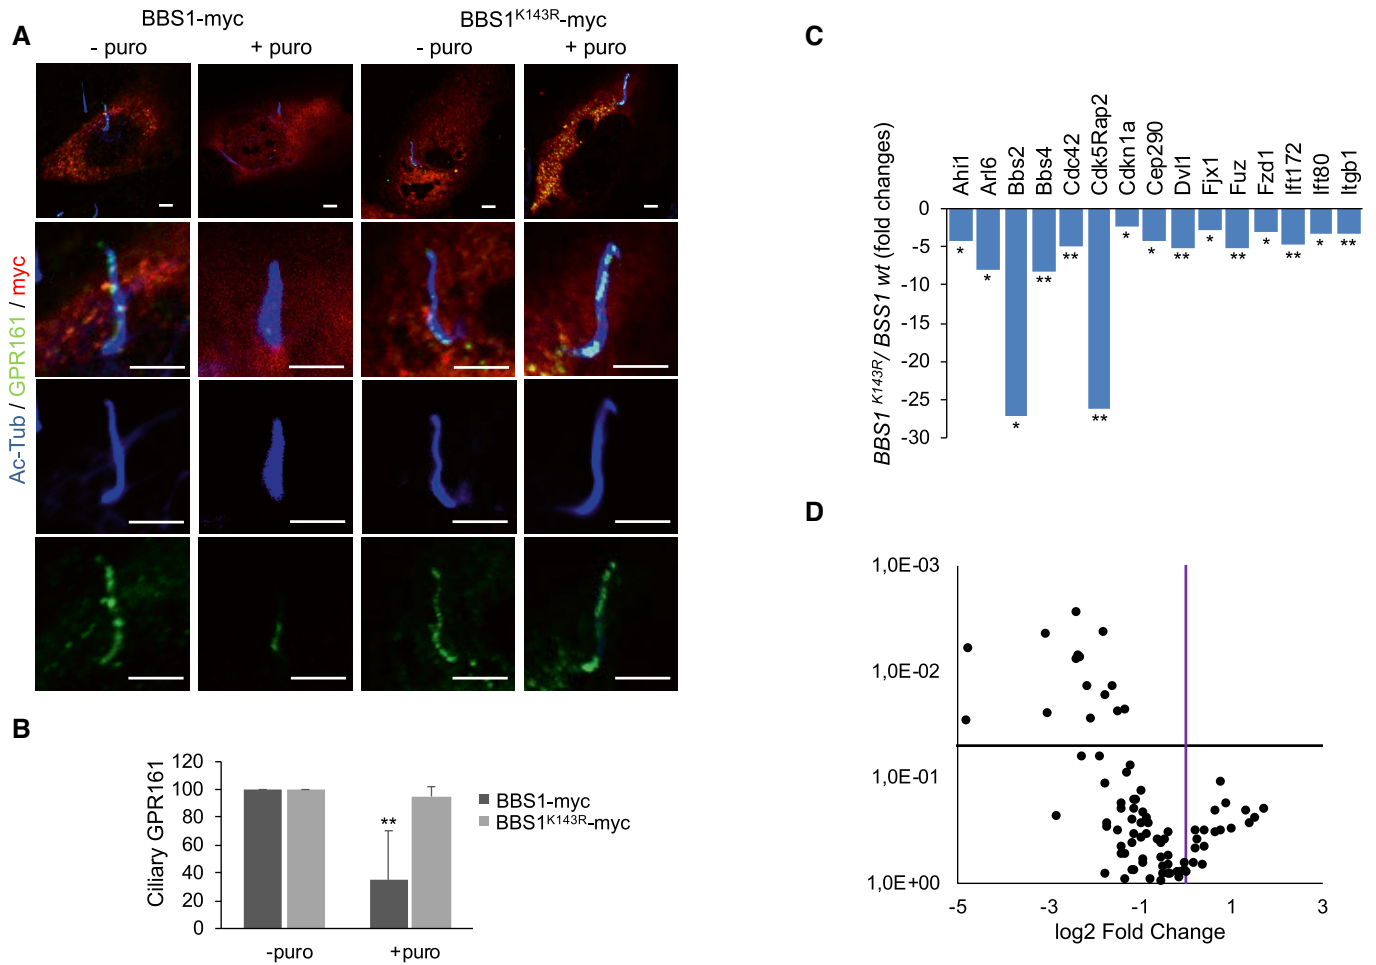 A
BBS1-myc
BBS1K143R-myc
- puro
+ puro
- puro
+ puro
Ac-Tub / GPR161 / myc
B
Ciliary GPR161
120
100
80
60
40
20
0
**
-puro
+puro
BBS1-myc
BBS1K143R-myc
C
BBS1 K143R/ BSS1 wt (fold changes)
Ahi1
Arl6
Bbs2
Bbs4
Cdc42
Cdk5Rap2
Cdkn1a
Cep290
Dvl1
Fjx1
Fuz
Fzd1
Ift172
Ift80
Itgb1
0
-5
-10
-15
-20
-25
-30
*
*
*
**
**
**
*
*
**
*
**
*
**
*
**
D
1,0E-03
1,0E-02
1,0E-01
1,0E+00
-5
-3
-1
1
3
log2 Fold Change